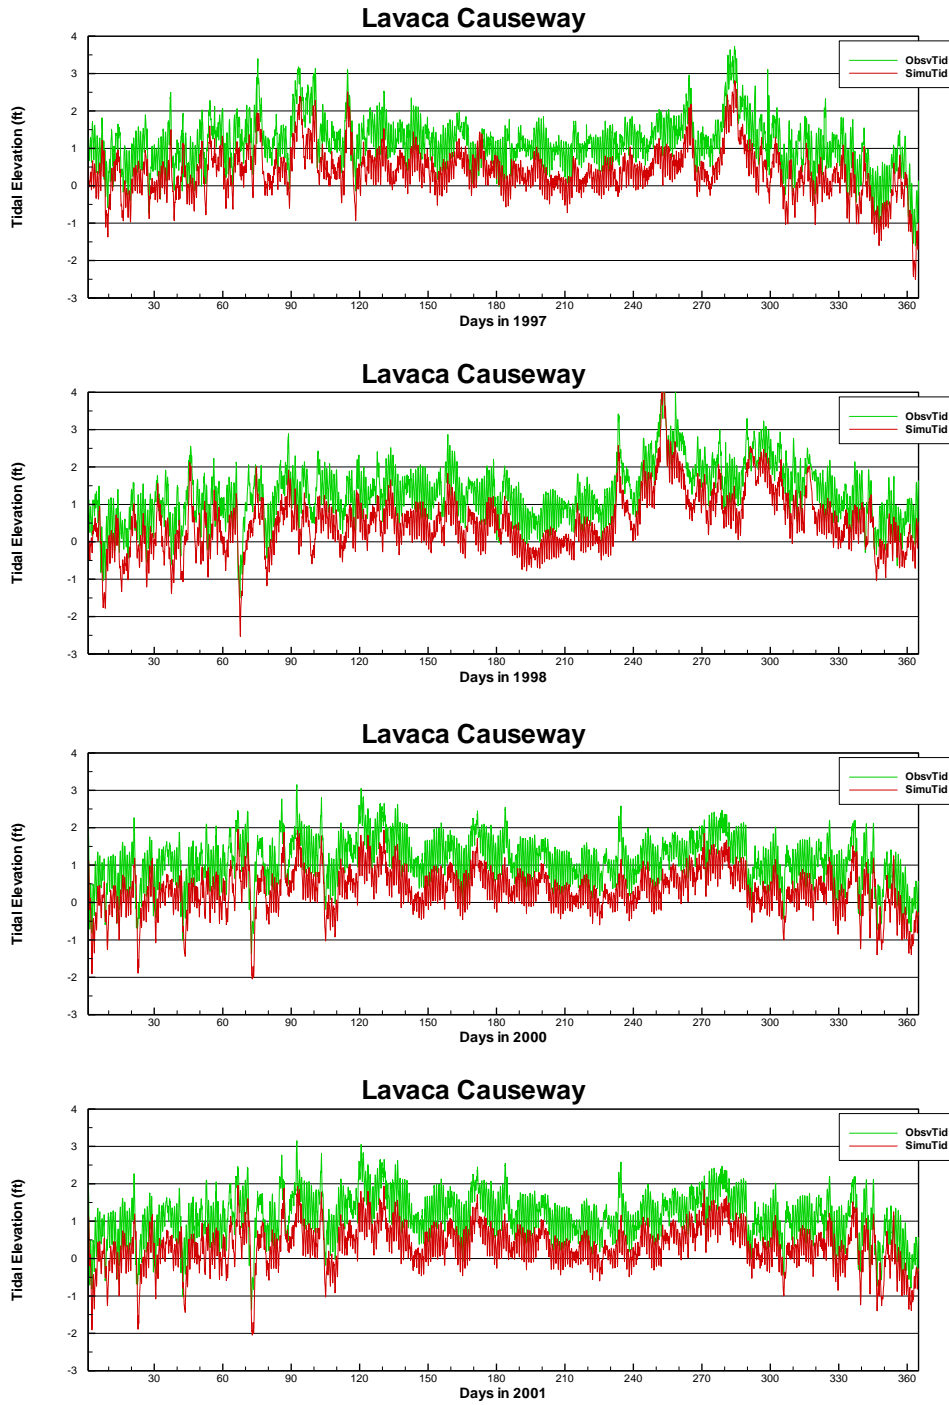 Lavaca Causeway
4
3
2
1
0
-1
-2
-3
Tidal Elevation (ft)
ObsvTid
SimuTid
30 60 90 120 150 180 210 240 270 300 330 360
Days in 1997
Lavaca Causeway
4
3
2
1
0
-1
-2
-3
Tidal Elevation (ft)
ObsvTid
SimuTid
30 60 90 120 150 180 210 240 270 300 330 360
Days in 1998
Lavaca Causeway
4
3
2
1
0
-1
-2
-3
Tidal Elevation (ft)
ObsvTid
SimuTid
30 60 90 120 150 180 210 240 270 300 330 360
Days in 2000
Lavaca Causeway
4
3
2
1
0
-1
-2
-3
Tidal Elevation (ft)
ObsvTid
SimuTid
30 60 90 120 150 180 210 240 270 300 330 360
Days in 2001